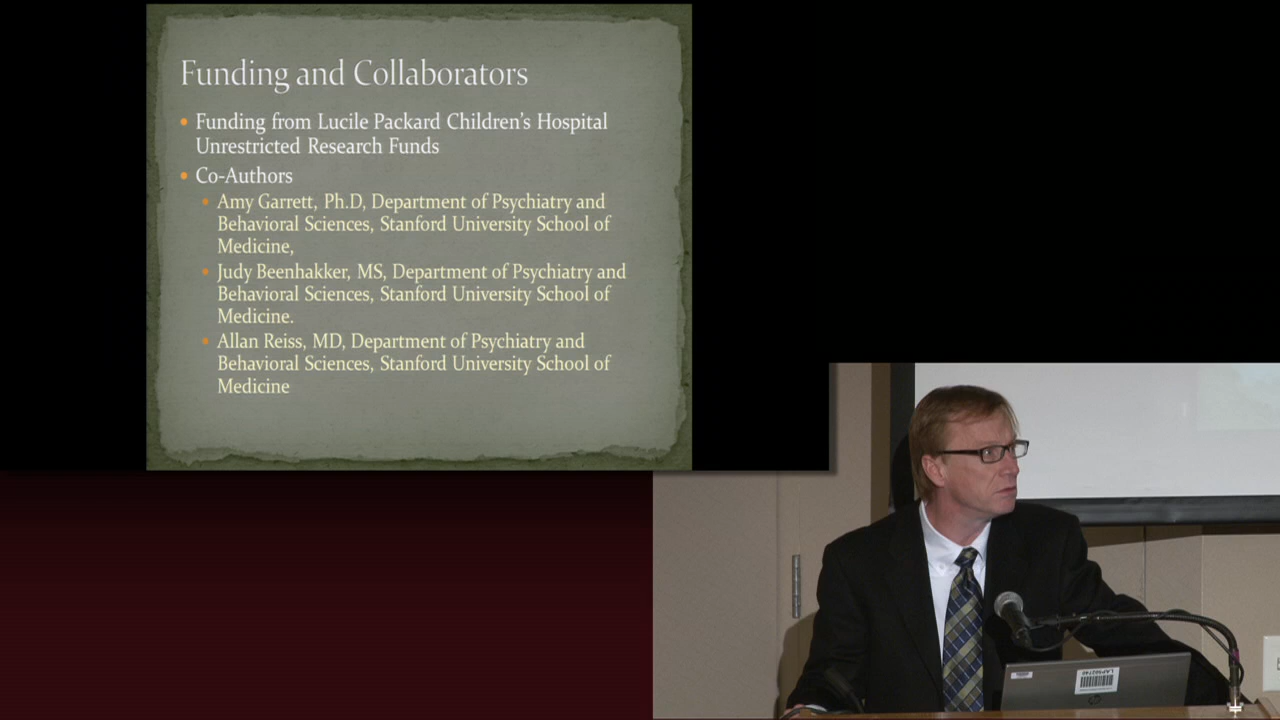 Funding and Collaborators
Funding from Lucile Packard Children's Hospital
Unrestricted Research Funds
Co-Authors
Amy Garrett, Ph.D, Department of Psychiatry and
Behavioral Sciences, Stanford University School of
Medicine,
Judy Beenhakker, MS, Department of Psychiatry and
Behavioral Sciences, Stanford University School of
Medicine.
Allan Reiss, MD, Department of Psychiatry and
Behavioral Sciences, Stanford University School of
Medicine